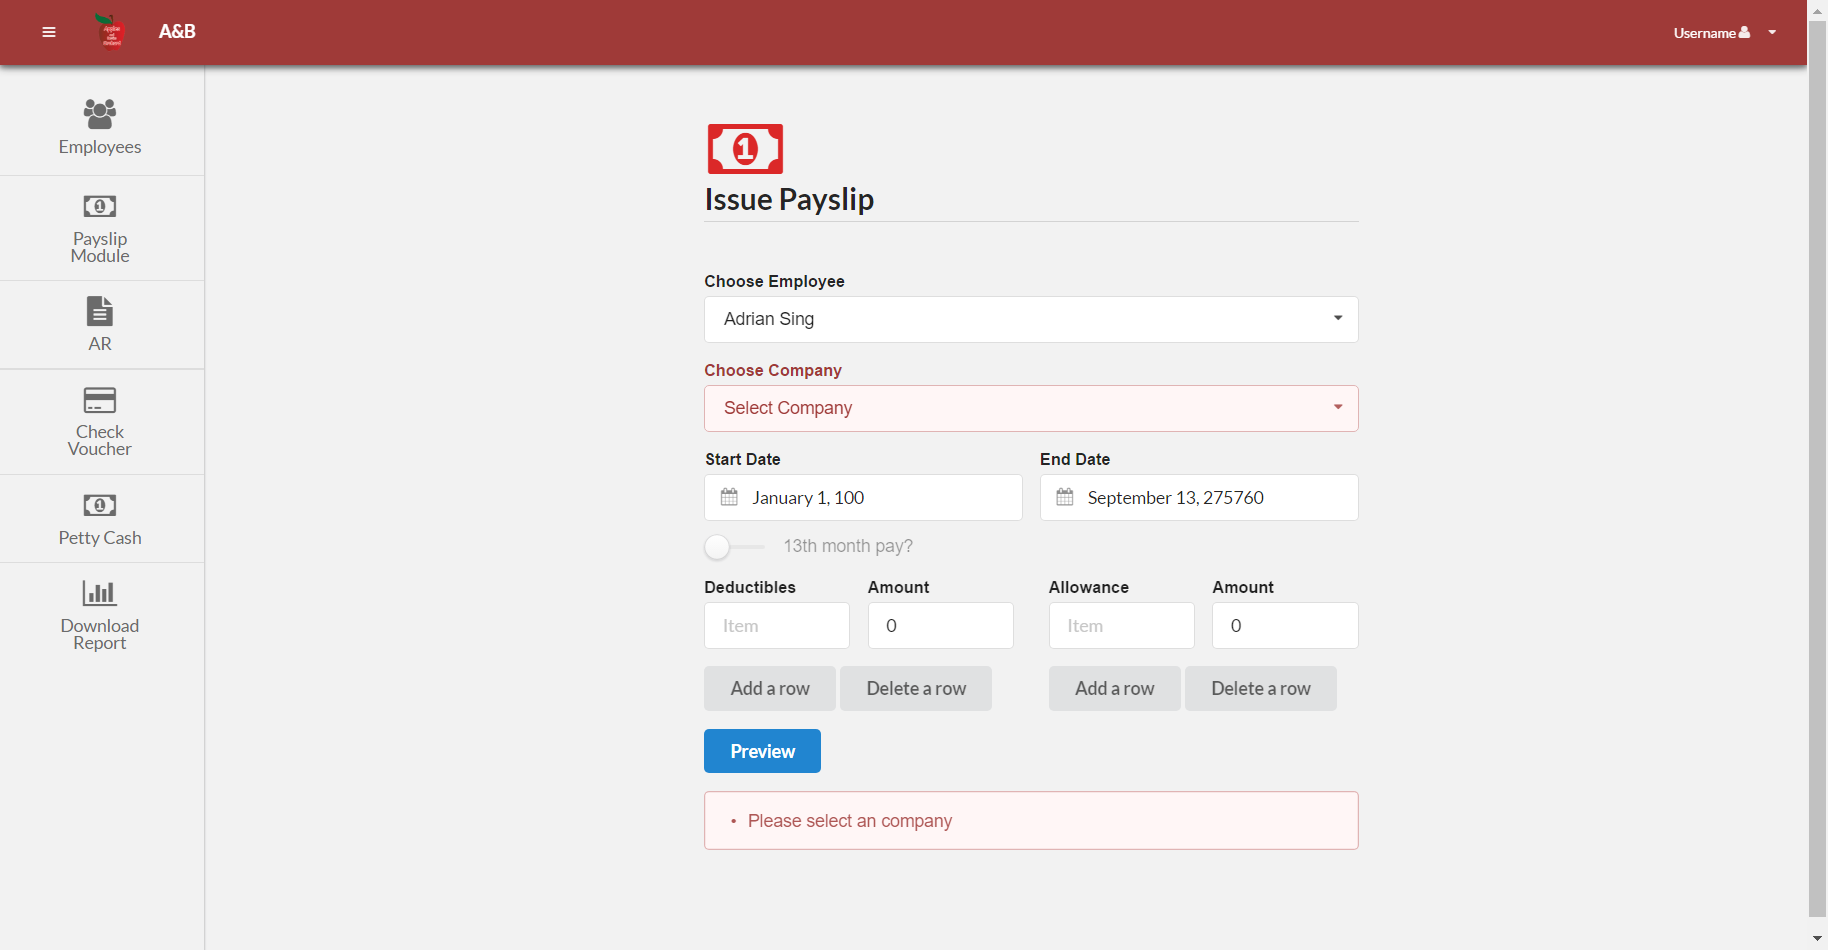 A&B
Username
Employees
Payslip
Module
AR
Check
Voucher
Petty Cash
Download
Report
Issue Payslip
Choose Employee
Adrian Sing
Choose Company
Select Company
Start Date End Date
January 1, 100 September 13, 275760
13th month pay?
Deductibles Amount Allowance Amount
Item 0 Item 0
Add a row Delete a row Add a row Delete a row
Preview
• Please select an company